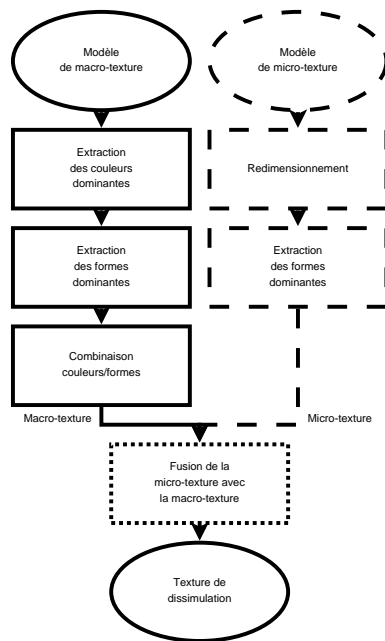 Modèle
de macro-texture
Modèle
de micro-texture
Extraction
des couleurs
dominantes
Redimensionnement
Extraction
des formes
dominantes
Extraction
des formes
dominantes
Combinaison
couleurs/formes
Macro-texture
Micro-texture
Fusion de la
micro-texture avec
la macro-texture
Texture de
dissimulation